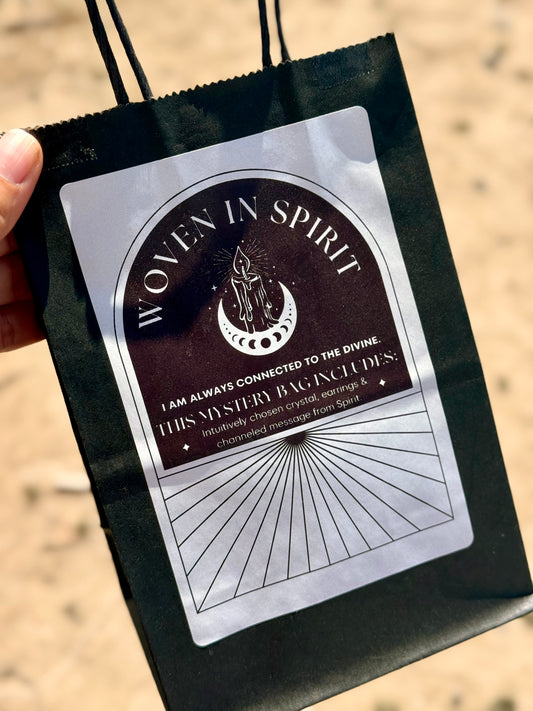 WOVEN IN SPIRIT
I AM ALWAYS CONNECTED TO THE DIVINE.
THIS MYSTERY BAG INCLUDES:
Intuitively chosen crystal, earrings &
channeled message from Spirit